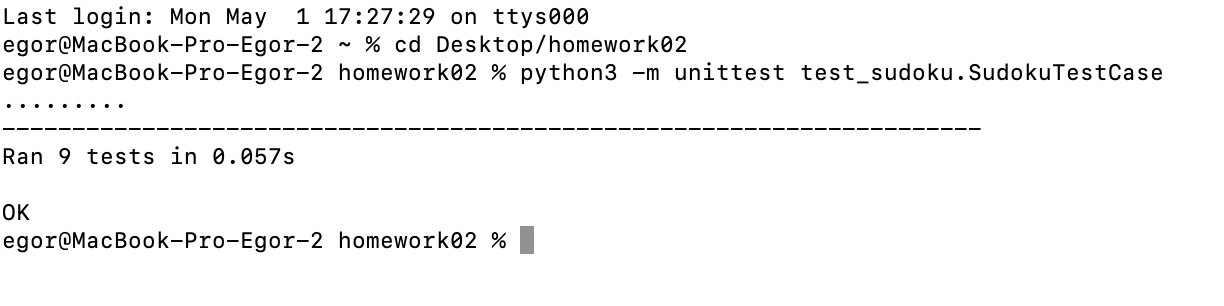 Last login: Mon May  1 17:27:29 on ttys000
egor@MacBook-Pro-Egor-2 ~ % cd Desktop/homework02
egor@MacBook-Pro-Egor-2 homework02 % python3 -m unittest test_sudoku.SudokuTestCase
.........
----------------------------------------------------------------------
Ran 9 tests in 0.057s
OK
egor@MacBook-Pro-Egor-2 homework02 %